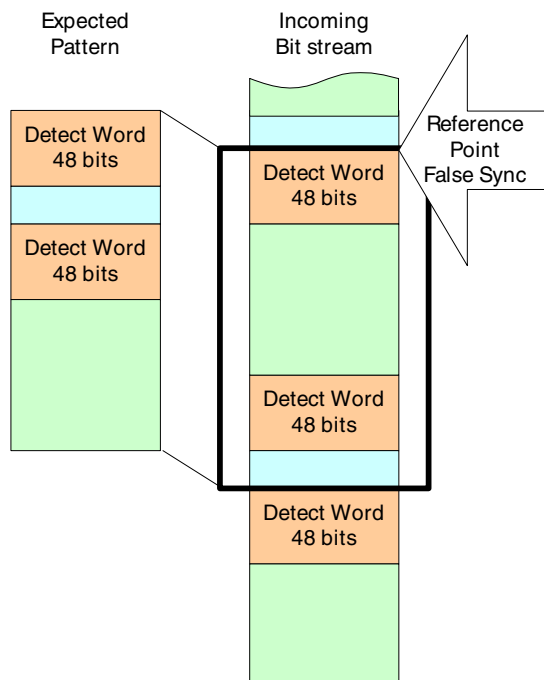 Expected
Pattern
Incoming
Bit stream
Detect Word
48 bits
Detect Word
48 bits
Detect Word
48 bits
Detect Word
48 bits
Detect Word
48 bits
Reference
Point
False Sync